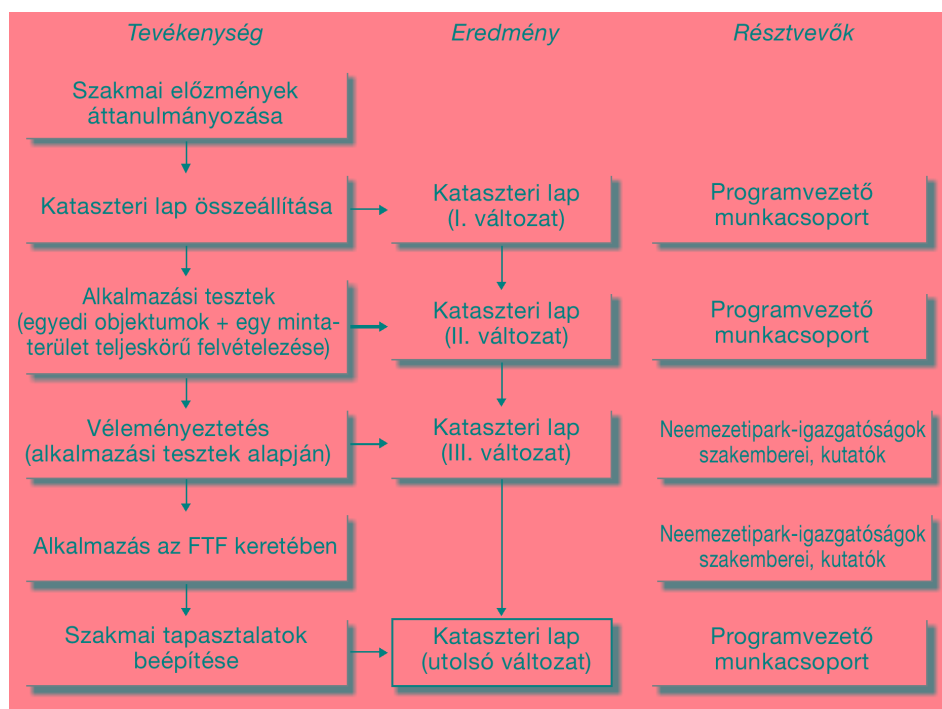 Tevékenység
Eredmény
Résztvevők
Szakmai előzmények
áttanulmányozása
Kataszteri lap összeállítása
Kataszteri lap
(I. változat)
Programvezető
munkacsoport
Alkalmazási tesztek
(egyedi objektumok + egy minta-
terület teljeskörű felvételezése)
Kataszteri lap
(II. változat)
Programvezető
munkacsoport
Véleményeztetés
(alkalmazási tesztek alapján)
Kataszteri lap
(III. változat)
Neemezetipark-igazgatóságok
szakemberei, kutatók
Alkalmazás az FTF keretében
Neemezetipark-igazgatóságok
szakemberei, kutatók
Szakmai tapasztalatok
beépítése
Kataszteri lap
(utolsó változat)
Programvezető
munkacsoport